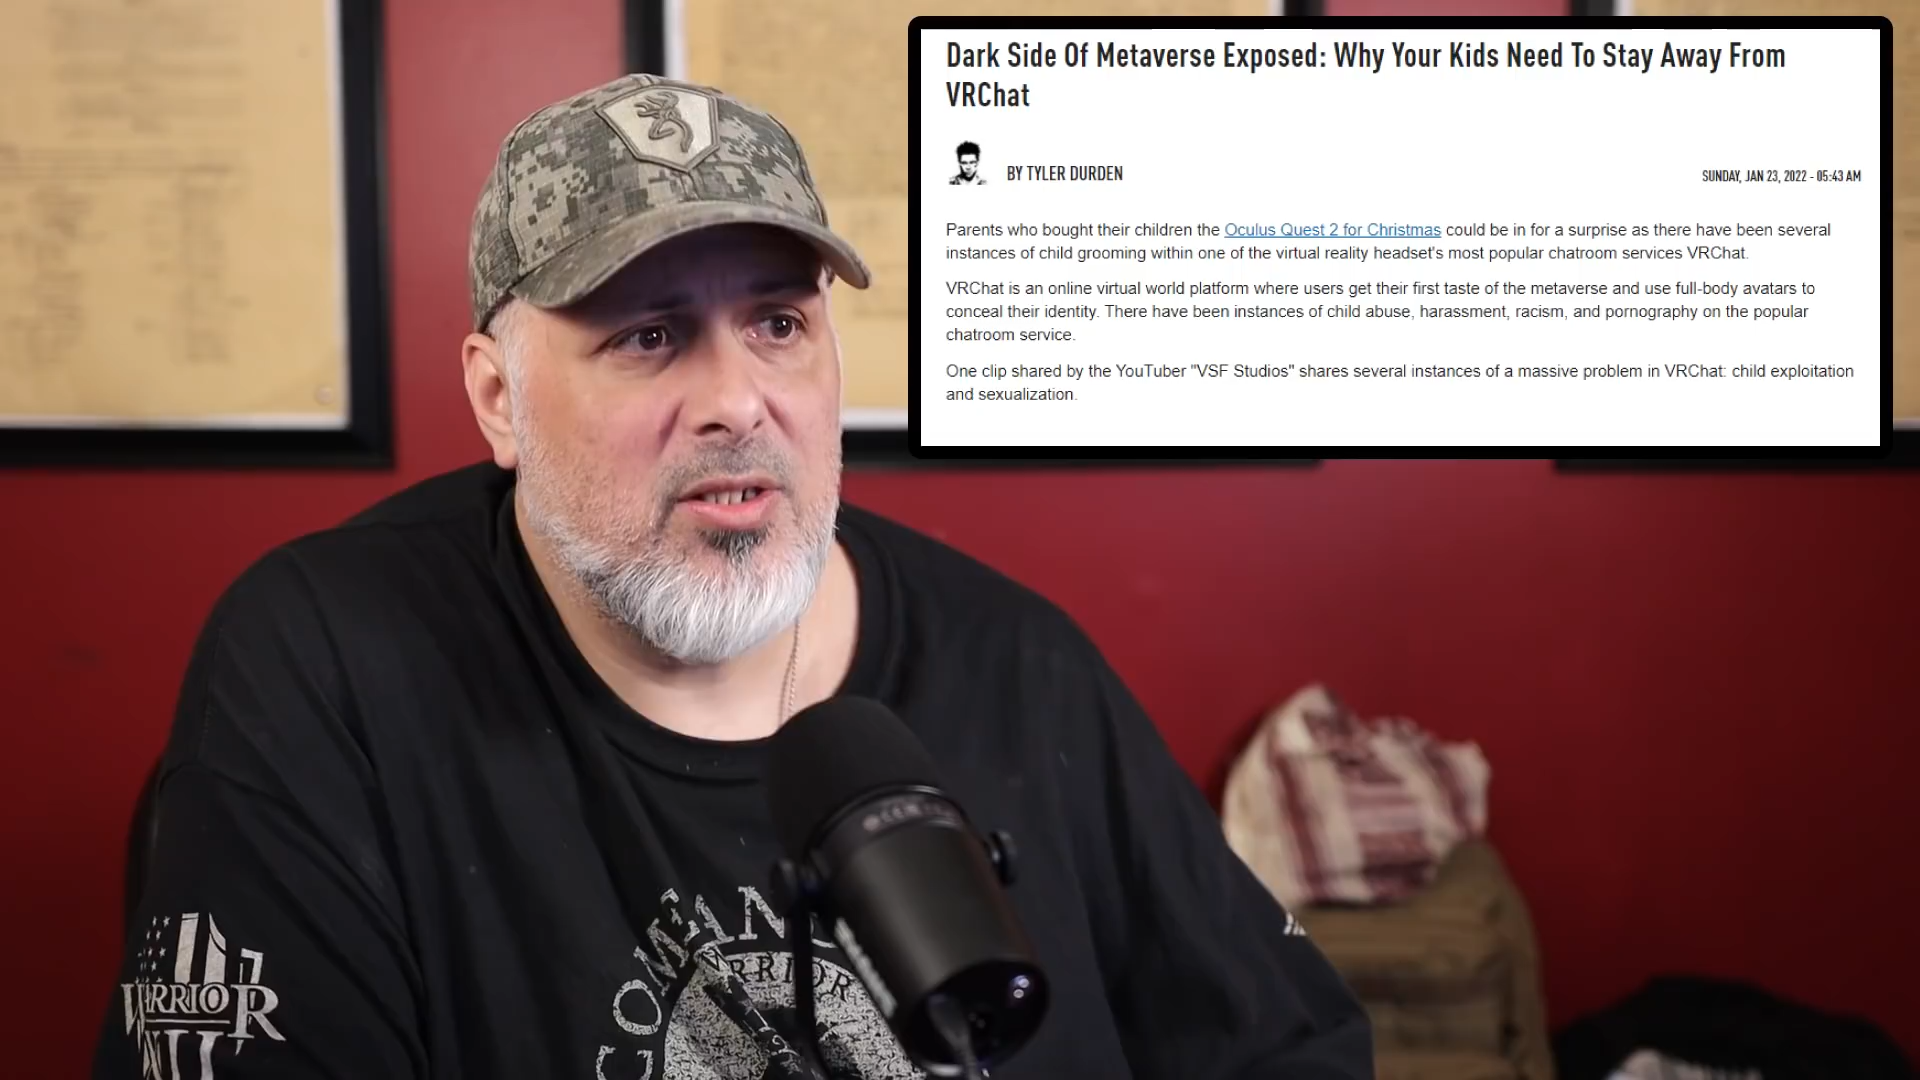 Dark Side Of Metaverse Exposed: Why Your Kids Need To Stay Away From
VRChat
BY TYLER DURDEN
SUNDAY, JAN 23, 2022 - 05:43 AM
Parents who bought their children the Oculus Quest 2 for Christmas could be in for a surprise as there have been several
instances of child grooming within one of the virtual reality headset's most popular chatroom services VRChat.
VRChat is an online virtual world platform where users get their first taste of the metaverse and use full-body avatars to
conceal their identity. There have been instances of child abuse, harassment, racism, and pornography on the popular
chatroom service.
One clip shared by the YouTuber "VSF Studios" shares several instances of a massive problem in VRChat: child exploitation
and sexualization.
WARRIOR